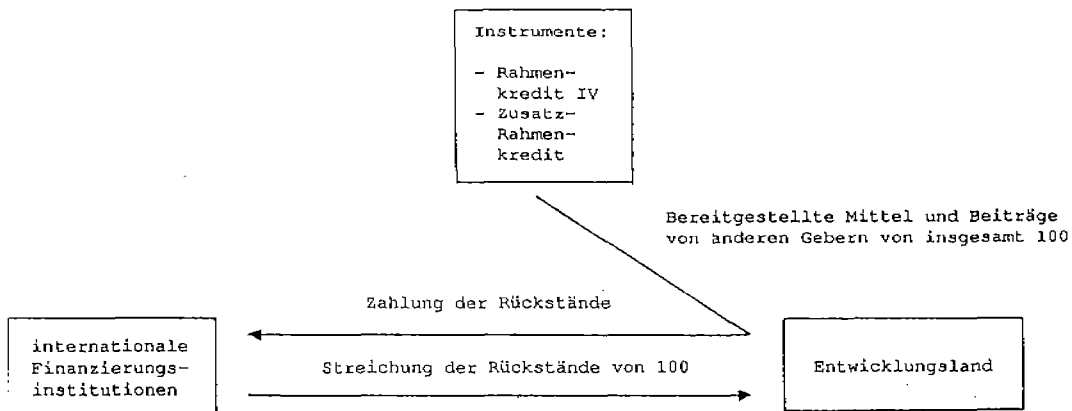 Instrumente:
- Rahmen-
kredit IV
- Zusatz-
Rahmen-
kredit
Bereitgestellte Mittel und Beiträge
von anderen Gebern von insgesamt 100
Zahlung der Rückstände
internationale
Finanzierungs-
institutionen
Streichung der Rückstände von 100
Entwicklungsland